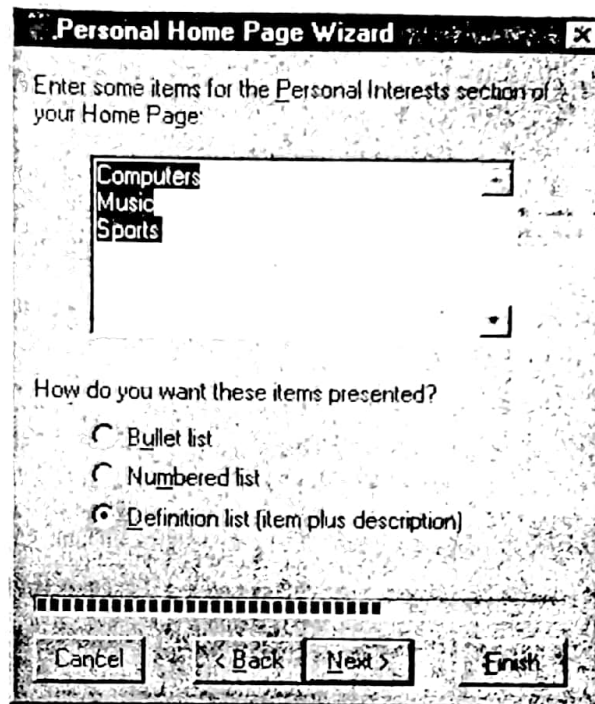 Personal Home Page Wizard
Enter some items for the Personal Interests section of
your Home Page:
Computers
Music
Sports
How do you want these items presented?
Bullet list
Numbered list
Definition list (item plus description)
Cancel
< Back
Next >
Finish